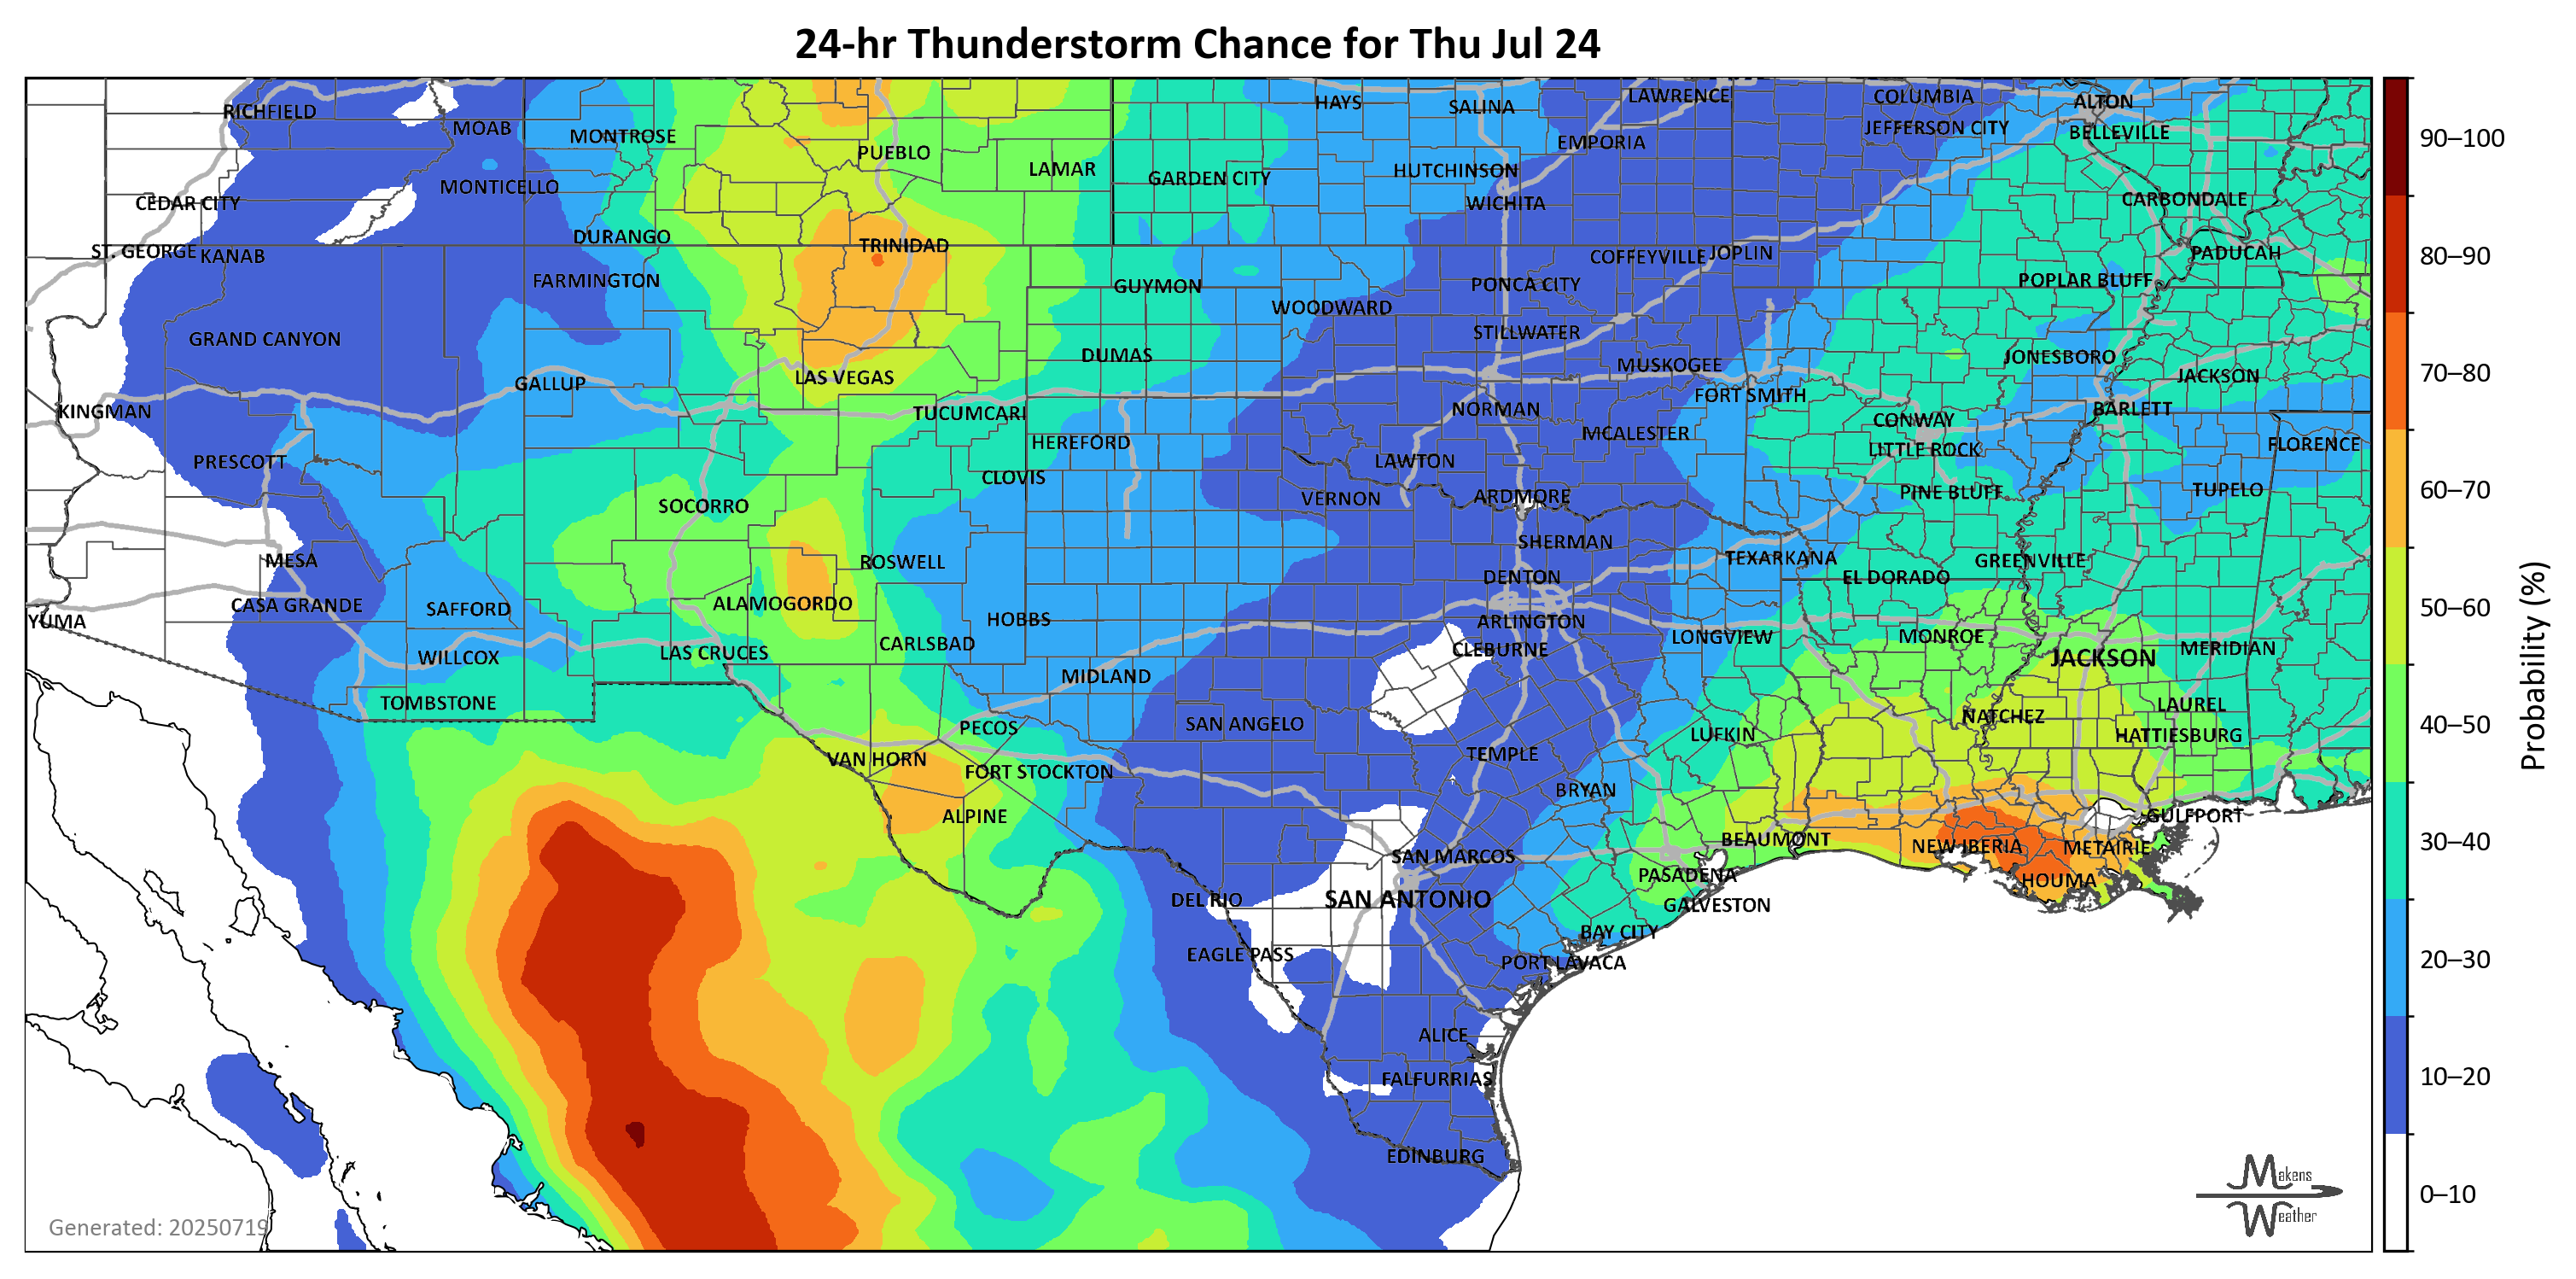 24-hr Thunderstorm Chance for Thu Jul 24
RICHFIELD
MOAB
MONTROSE
PUEBLO
LAMAR
HAYS
SALINA
LAWRENCE
COLUMBIA
ALTON
EMPORIA
JEFFERSON CITY
BELLEVILLE
CEDAR CITY
MONTICELLO
GARDEN CITY
HUTCHINSON
WICHITA
CARBONDALE
ST. GEORGE
KANAB
DURANGO
TRINIDAD
COFFEYVILLE
JOPLIN
PADUCAH
FARMINGTON
GUYMON
WOODWARD
PONCA CITY
POPLAR BLUFF
GRAND CANYON
DUMAS
STILLWATER
MUSKOGEE
JONESBORO
KINGMAN
GALLUP
LAS VEGAS
TUCUMCARI
NORMAN
FORT SMITH
JACKSON
BARLETT
PRESCOTT
HEREFORD
CLOVIS
LAWTON
MCALESTER
CONWAY
LITTLE ROCK
FLORENCE
SOCORRO
VERNON
ARDMORE
PINE BLUFF
TUPELO
MESA
ROSWELL
SHERMAN
TEXARKANA
GREENVILLE
CASA GRANDE
SAFFORD
ALAMOGORDO
DENTON
EL DORADO
YUMA
HOBBS
ARLINGTON
WILLCOX
LAS CRUCES
CARLSBAD
CLEBURNE
LONGVIEW
MONROE
JACKSON
MERIDIAN
TOMBSTONE
MIDLAND
PECOS
SAN ANGELO
LUFKIN
NATCHEZ
LAUREL
HATTIESBURG
VAN HORN
FORT STOCKTON
TEMPLE
BRYAN
ALPINE
GULFPORT
SAN MARCOS
BEAUMONT
NEW IBERIA
METAIRIE
DEL RIO
SAN ANTONIO
PASADENA
GALVESTON
HOUMA
EAGLE PASS
BAY CITY
PORT LAVACA
ALICE
FALFURRIAS
EDINBURG
Generated: 20250719
Makens
Weather
90–100
80–90
70–80
60–70
50–60
40–50
30–40
20–30
10–20
0–10
Probability (%)